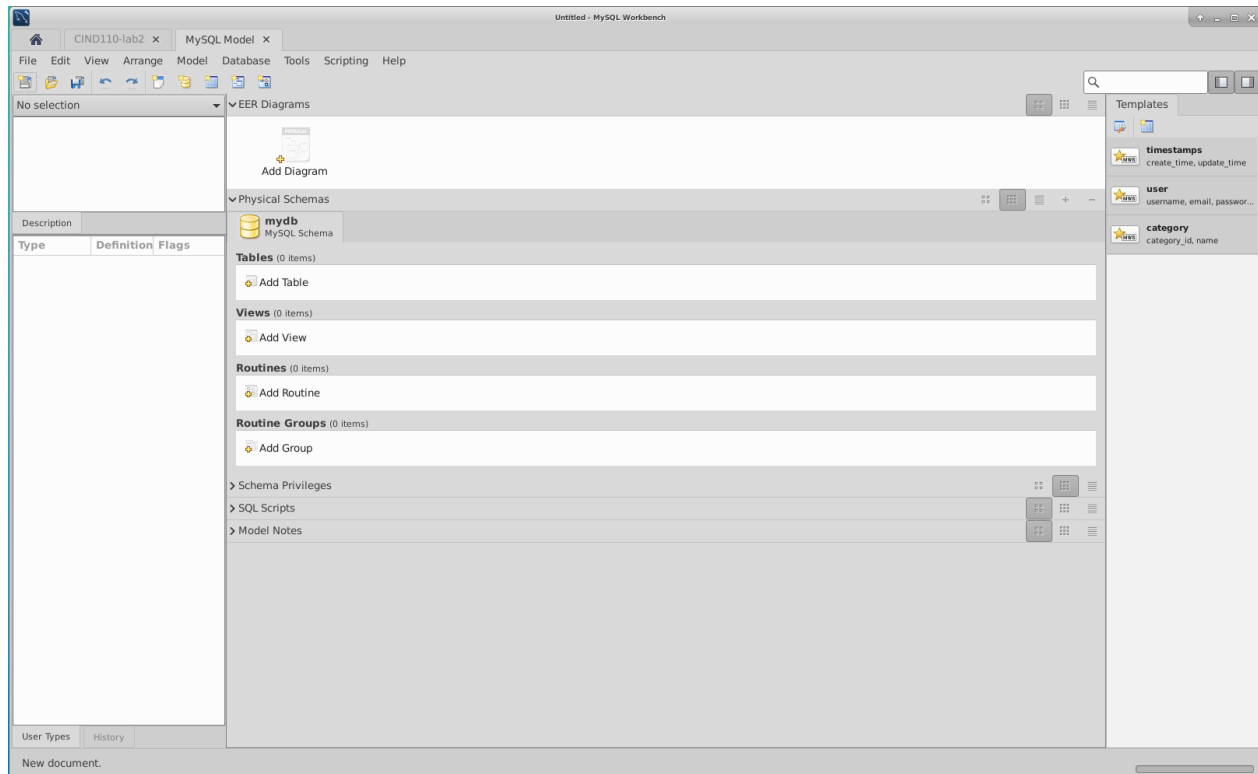 Untitled - MySQL Workbench
CIND110-lab2 MySQL Model
File Edit View Arrange Model Database Tools Scripting Help
No selection
EER Diagrams
Templates
PHYSICAL
Add Diagram
timestamps
create_time, update_time
user
username, email, passwor...
category
category_id, name
Physical Schemas
mydb
MySQL Schema
Description
Type Definition Flags
Tables (0 items)
Add Table
Views (0 items)
Add View
Routines (0 items)
Add Routine
Routine Groups (0 items)
Add Group
Schema Privileges
SQL Scripts
Model Notes
User Types History
New document.